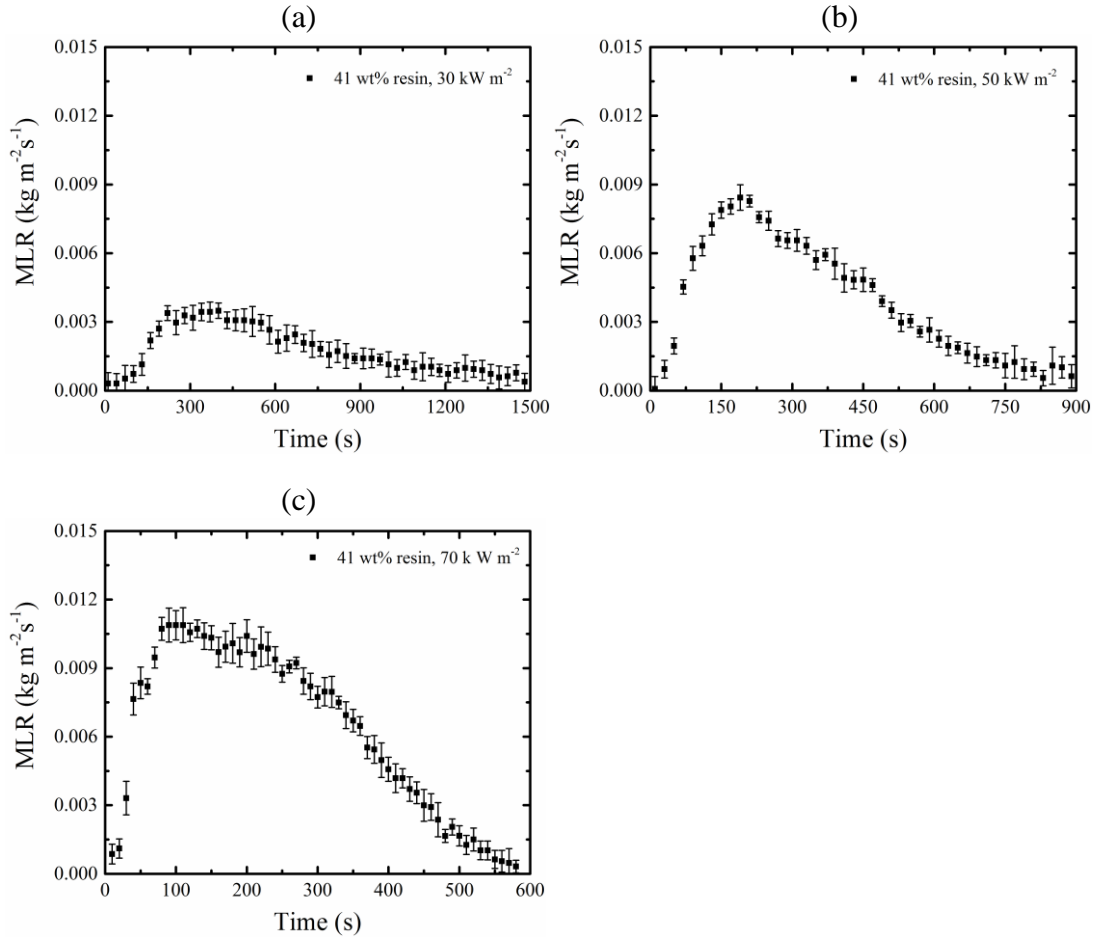 (a)
0.015
0.012
0.009
0.006
0.003
0.000
MLR (kg m⁻²s⁻¹)
41 wt% resin, 30 kW m⁻²
0 300 600 900 1200 1500
Time (s)
(b)
0.015
0.012
0.009
0.006
0.003
0.000
MLR (kg m⁻²s⁻¹)
41 wt% resin, 50 kW m⁻²
0 150 300 450 600 750 900
Time (s)
(c)
0.015
0.012
0.009
0.006
0.003
0.000
MLR (kg m⁻²s⁻¹)
41 wt% resin, 70 k W m⁻²
0 100 200 300 400 500 600
Time (s)